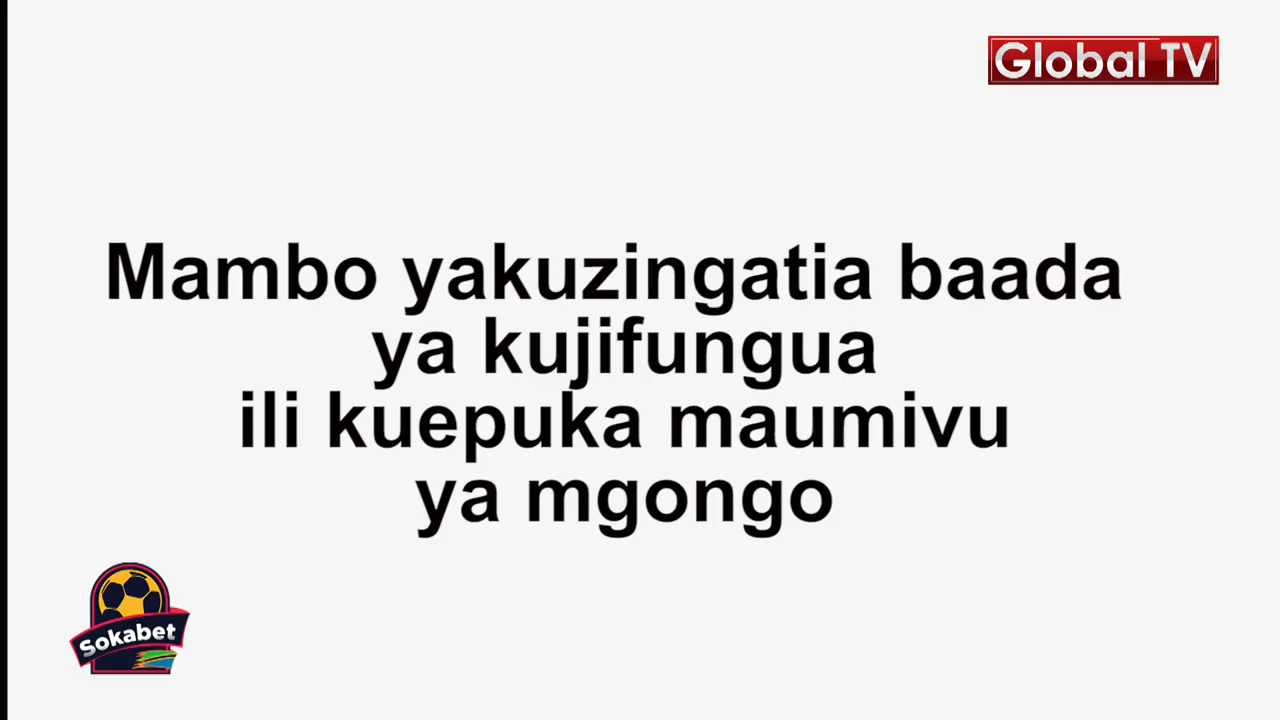 Global TV
Mambo yakuzingatia baada
ya kujifungua
ili kuepuka maumivu
ya mgongo
Sokabet